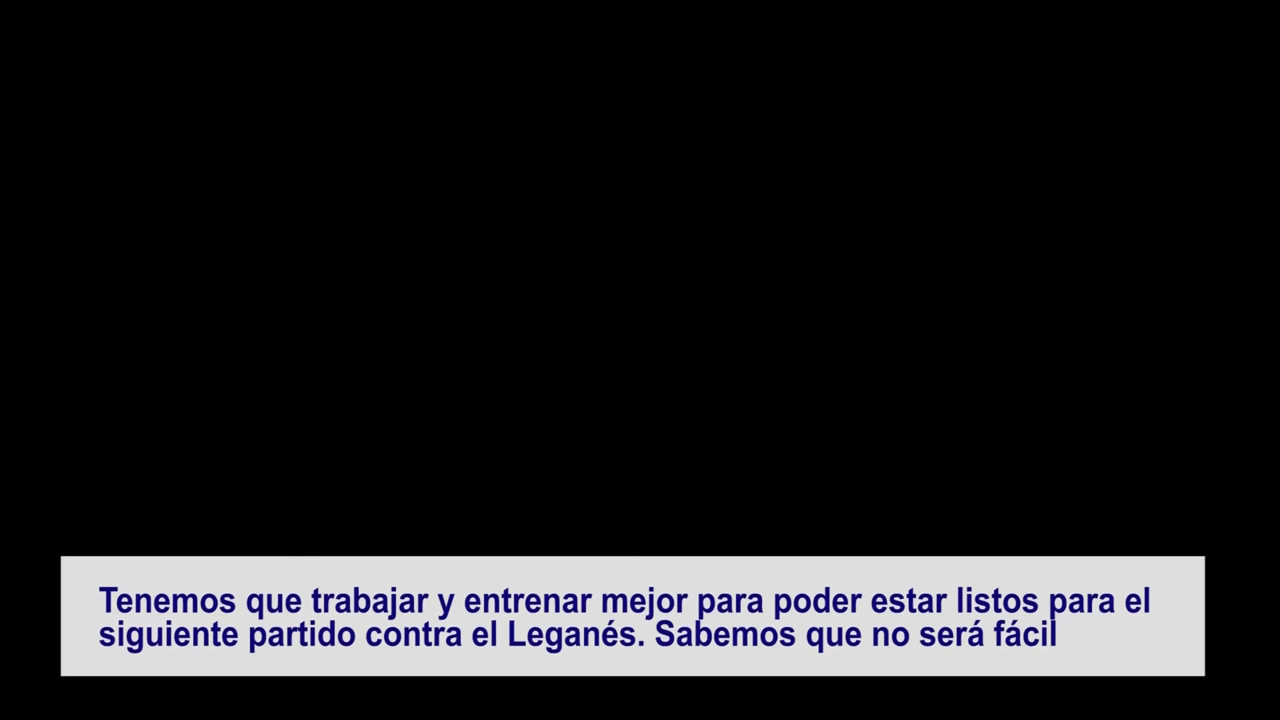 Tenemos que trabajar y entrenar mejor para poder estar listos para el
siguiente partido contra el Leganés. Sabemos que no será fácil